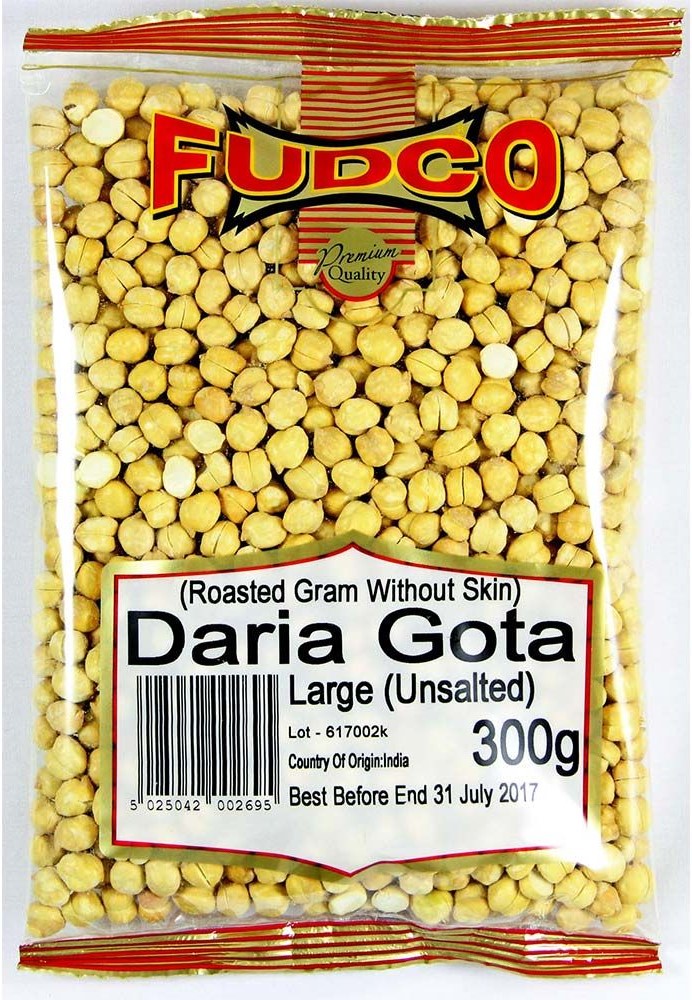 FUDCO
Premium
Quality
(Roasted Gram Without Skin)
Daria Gota
Large (Unsalted)
Lot - 617002k
300g
Country Of Origin:India
Best Before End 31 July 2017
5 025042 002695